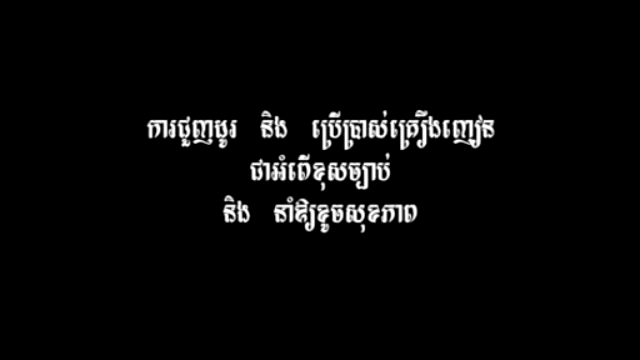 ការជួញដូរ និង ប្រើប្រាស់គ្រឿងញៀន
ជាអំពើខុសច្បាប់
និង នាំឱ្យខូចសុខភាព